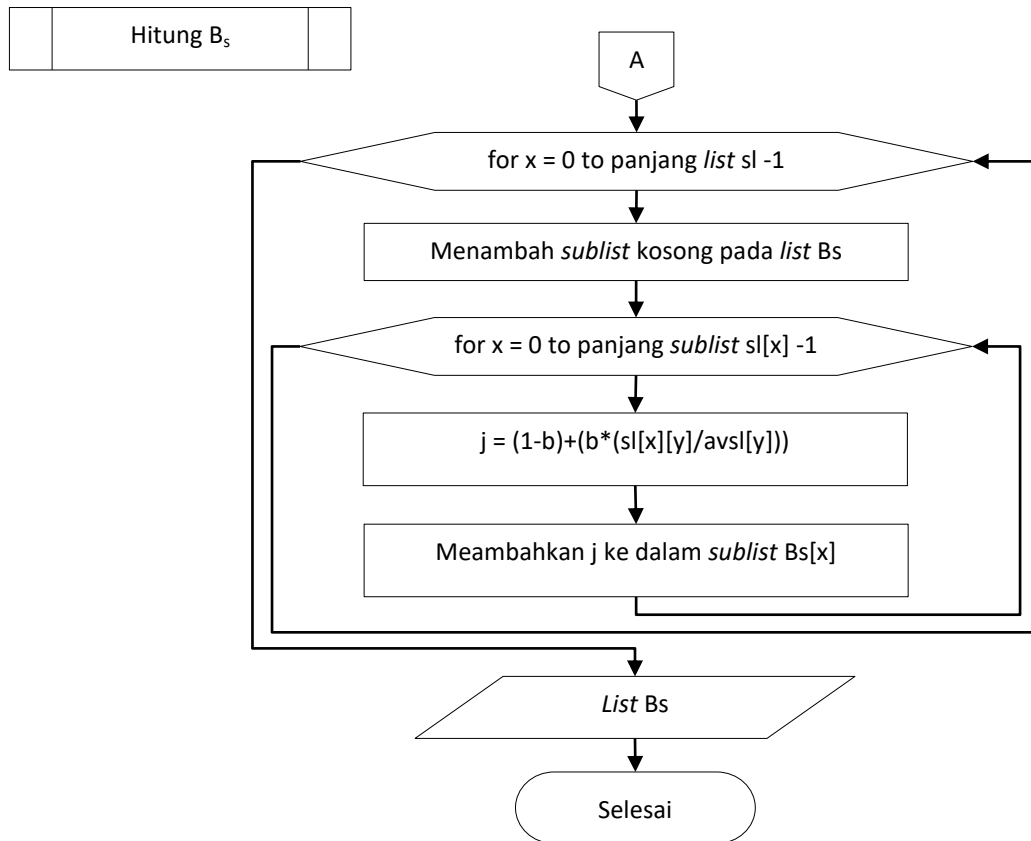 Hitung Bs
A
for x = 0 to panjang list sl -1
Menambah sublist kosong pada list Bs
for x = 0 to panjang sublist sl[x] -1
j = (1-b)+(b*(sl[x][y]/avsl[y]))
Meambahkan j ke dalam sublist Bs[x]
List Bs
Selesai